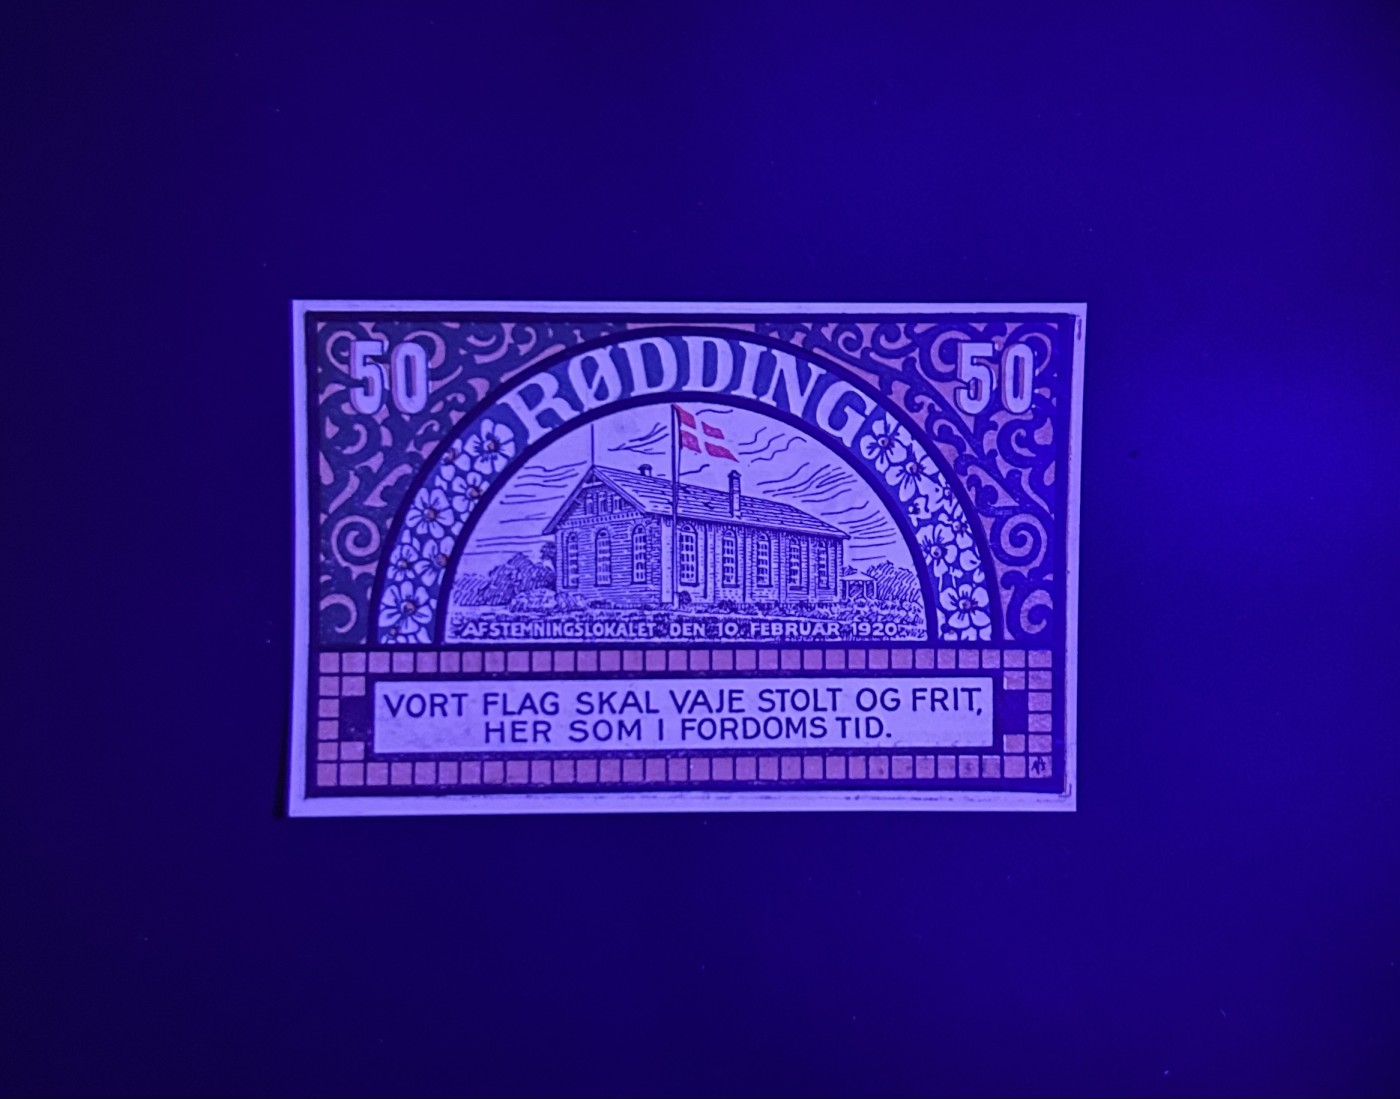 50 RØDDING 50
AFSTEMNINGSLOKALET DEN 10. FEBRUAR 1920
VORT FLAG SKAL VAJE STOLT OG FRIT,
HER SOM I FORDOMS TID.